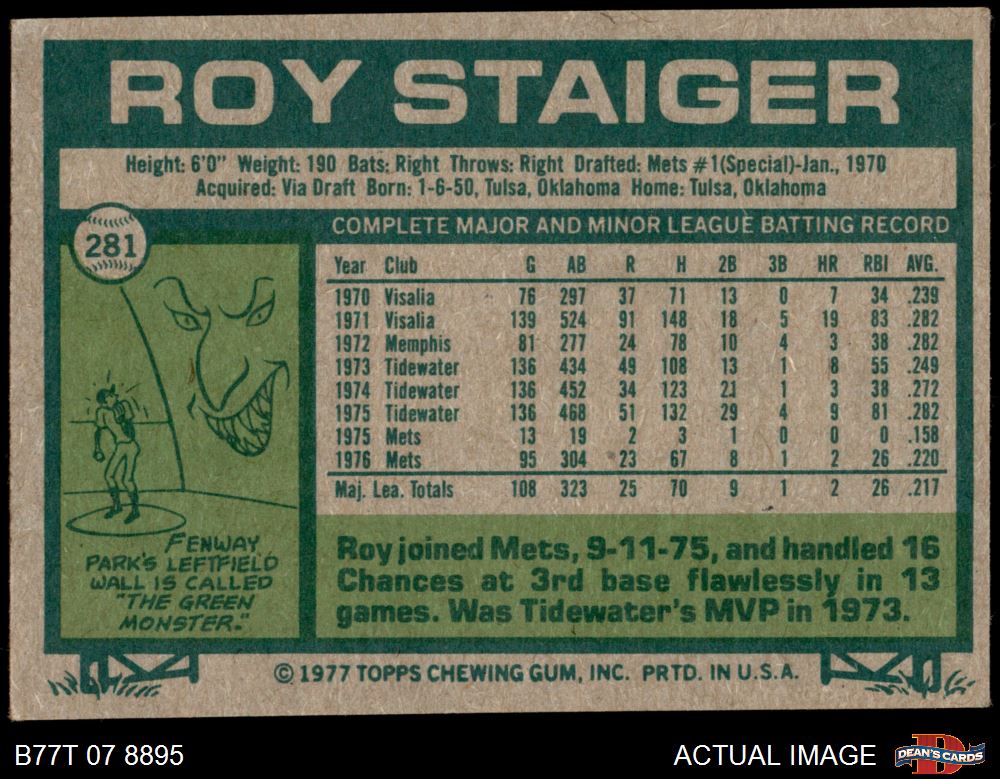 ROY STAIGER
Height: 6'0" Weight: 190 Bats: Right Throws: Right Drafted: Mets #1(Special)-Jan., 1970
Acquired: Via Draft Born: 1-6-50, Tulsa, Oklahoma Home: Tulsa, Oklahoma
281
COMPLETE MAJOR AND MINOR LEAGUE BATTING RECORD
Year Club G AB R H 2B 3B HR RBI AVG.
1970 Visalia 76 297 37 71 13 0 7 34 .239
1971 Visalia 139 524 91 148 18 5 19 83 .282
1972 Memphis 81 277 24 78 10 4 3 38 .282
1973 Tidewater 136 434 49 108 13 1 8 55 .249
1974 Tidewater 136 452 34 123 21 1 3 38 .272
1975 Tidewater 136 468 51 132 29 4 9 81 .282
1975 Mets 13 19 2 3 1 0 0 0 .158
1976 Mets 95 304 23 67 8 1 2 26 .220
Maj. Lea. Totals 108 323 25 70 9 1 2 26 .217
FENWAY
PARK'S LEFTFIELD
WALL IS CALLED
"THE GREEN
MONSTER."
Roy joined Mets, 9-11-75, and handled 16
Chances at 3rd base flawlessly in 13
games. Was Tidewater's MVP in 1973.
© 1977 TOPPS CHEWING GUM, INC. PRTD. IN U.S.A.
B77T 07 8895
ACTUAL IMAGE
DEAN'S CARDS